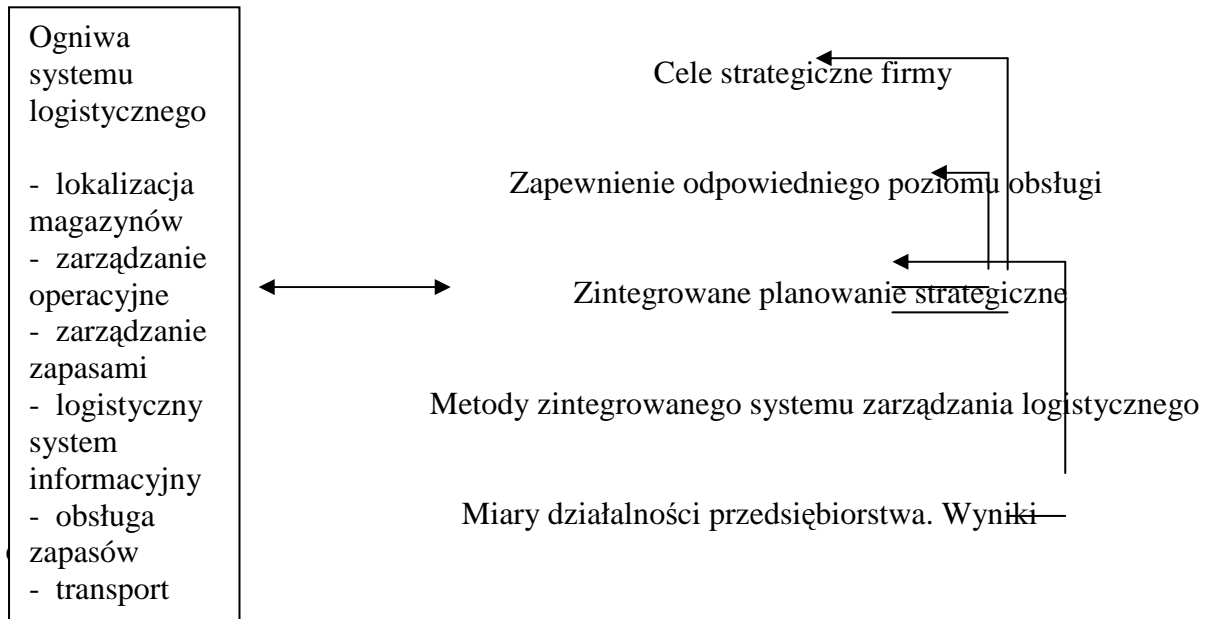 Ogniwa
systemu
logistycznego
- lokalizacja
magazynów
- zarządzanie
operacyjne
- zarządzanie
zapasami
- logistyczny
system
informacyjny
- obsługa
zapasów
- transport
Cele strategiczne firmy
Zapewnienie odpowiedniego poziomu obsługi
Zintegrowane planowanie strategiczne
Metody zintegrowanego systemu zarządzania logistycznego
Miary działalności przedsiębiorstwa. Wyniki